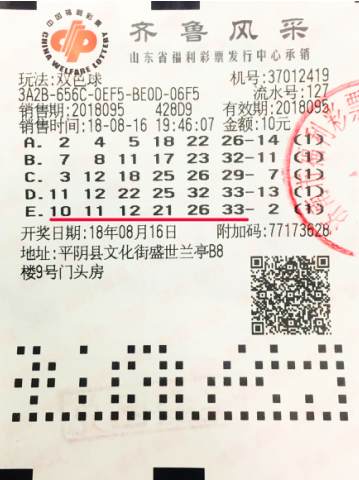 中国福利彩票
CHINA WELFARE LOTTERY
齐鲁风采
山东省福利彩票发行中心承销
玩法:双色球 机号:37012419
3A2B-656C-0EF5-BE0D-06F5 流水号:127
销售期:2018095 428D9 有效期:2018095
销售时间:18-08-16 19:46:07 金额:10元
A. 2 4 5 18 22 26-14 (1)
B. 7 8 11 17 23 32-11 (1)
C. 3 12 18 25 26 29- 7 (1)
D. 11 12 22 25 32 33-13 (1)
E. 10 11 12 21 26 33- 2 (1)
开奖日期:18年08月16日 附加码:77173628
地址:平阴县文化街盛世兰亭B8
楼9号门头房
福利彩票